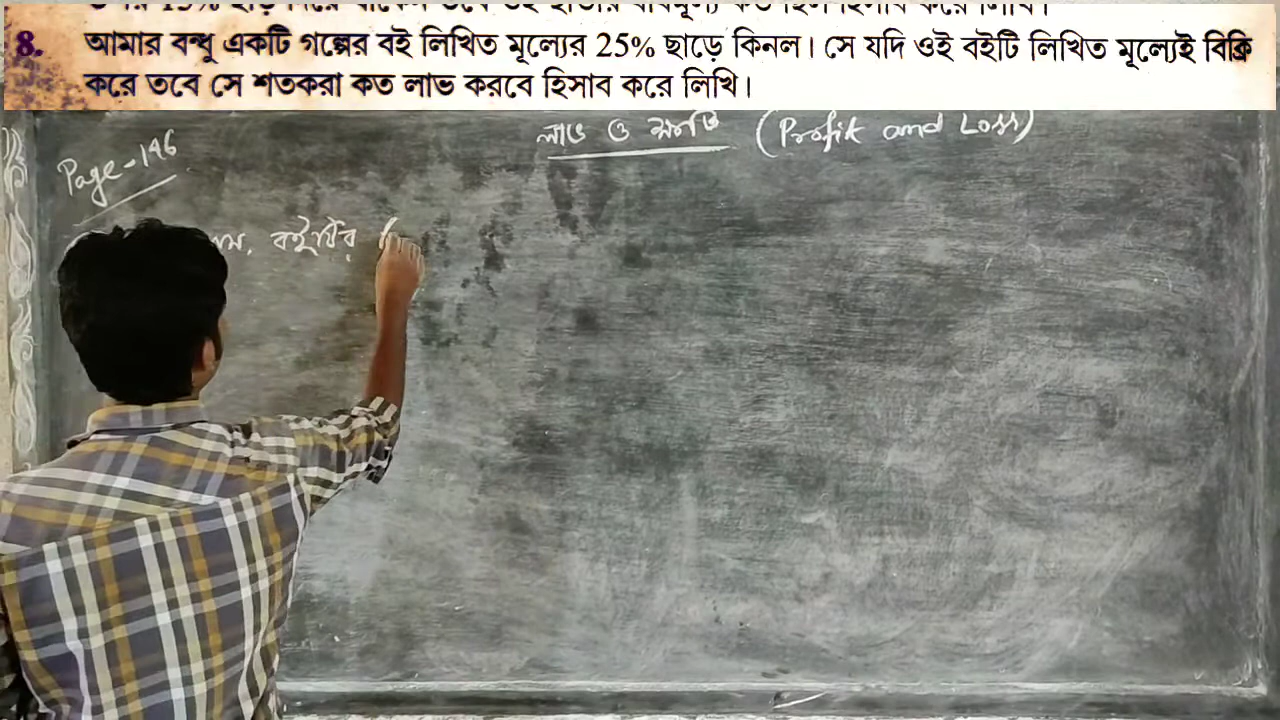 8. আমার বন্ধু একটি গল্পের বই লিখিত মূল্যের 25% ছাড়ে কিনল। সে যদি ওই বইটি লিখিত মূল্যেই বিক্রি
করে তবে সে শতকরা কত লাভ করবে হিসাব করে লিখি।
লাভ ও ক্ষতি (Profit and Loss)
Page-146
বইটির